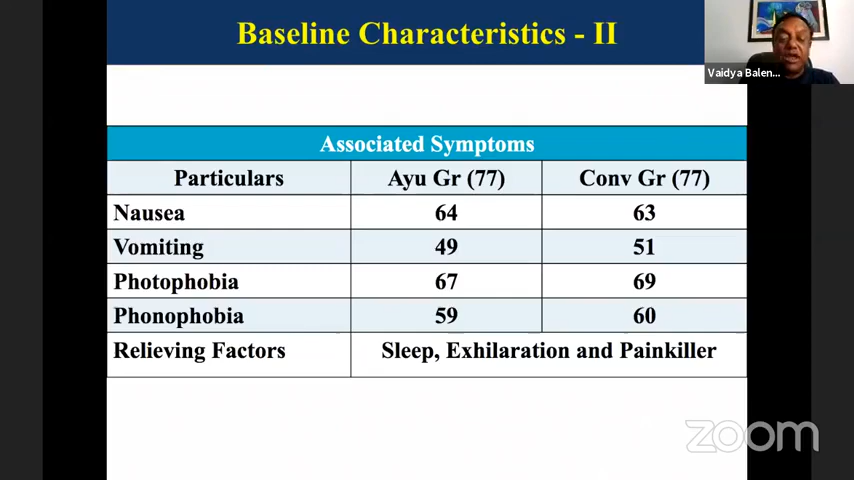 Baseline Characteristics - II
Vaidya Balen...
Associated Symptoms
Particulars Ayu Gr (77) Conv Gr (77)
Nausea 64 63
Vomiting 49 51
Photophobia 67 69
Phonophobia 59 60
Relieving Factors Sleep, Exhilaration and Painkiller
zoom